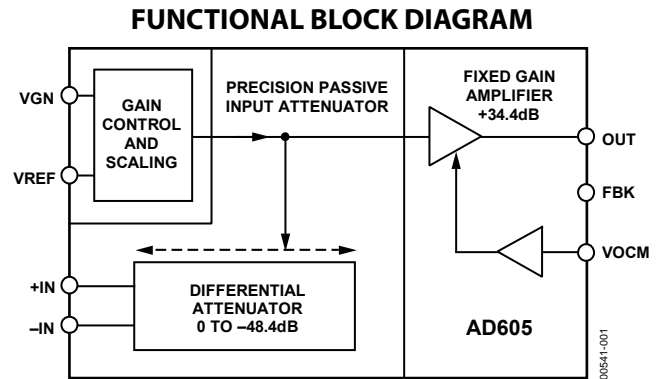 FUNCTIONAL BLOCK DIAGRAM
VGN
VREF
GAIN
CONTROL
AND
SCALING
PRECISION PASSIVE
INPUT ATTENUATOR
FIXED GAIN
AMPLIFIER
+34.4dB
OUT
FBK
VOCM
+IN
–IN
DIFFERENTIAL
ATTENUATOR
0 TO –48.4dB
AD605
00541-001